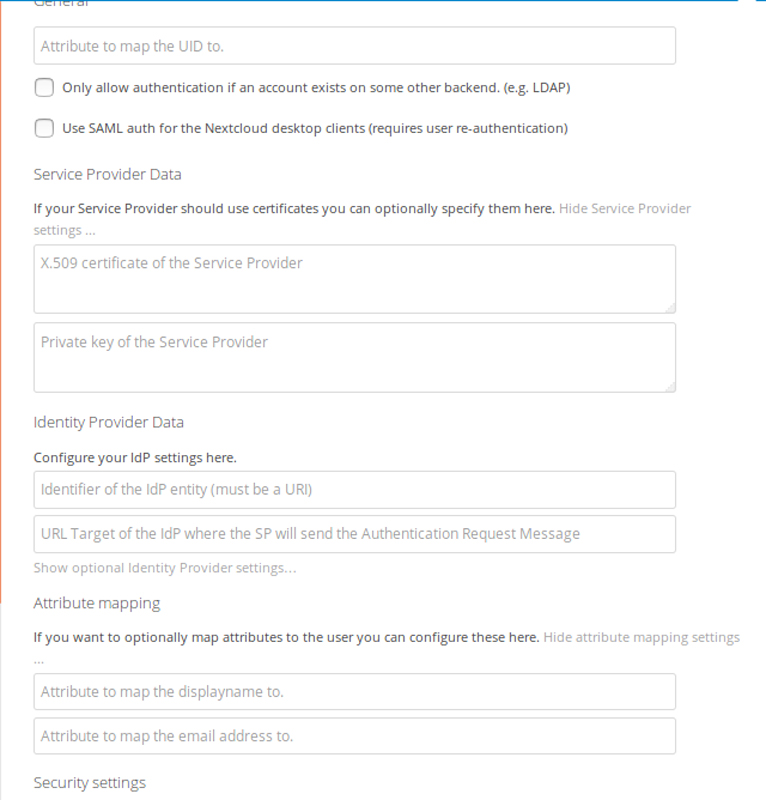 General
Attribute to map the UID to.
Only allow authentication if an account exists on some other backend. (e.g. LDAP)
Use SAML auth for the Nextcloud desktop clients (requires user re-authentication)
Service Provider Data
If your Service Provider should use certificates you can optionally specify them here. Hide Service Provider
settings ...
X.509 certificate of the Service Provider
Private key of the Service Provider
Identity Provider Data
Configure your IdP settings here.
Identifier of the IdP entity (must be a URI)
URL Target of the IdP where the SP will send the Authentication Request Message
Show optional Identity Provider settings...
Attribute mapping
If you want to optionally map attributes to the user you can configure these here. Hide attribute mapping settings
...
Attribute to map the displayname to.
Attribute to map the email address to.
Security settings